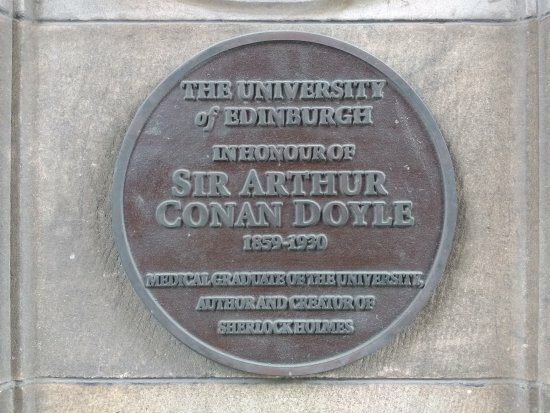 THE UNIVERSITY
of EDINBURGH
IN HONOUR OF
SIR ARTHUR
CONAN DOYLE
1859-1930
MEDICAL GRADUATE OF THE UNIVERSITY,
AUTHOR AND CREATOR OF
SHERLOCK HOLMES